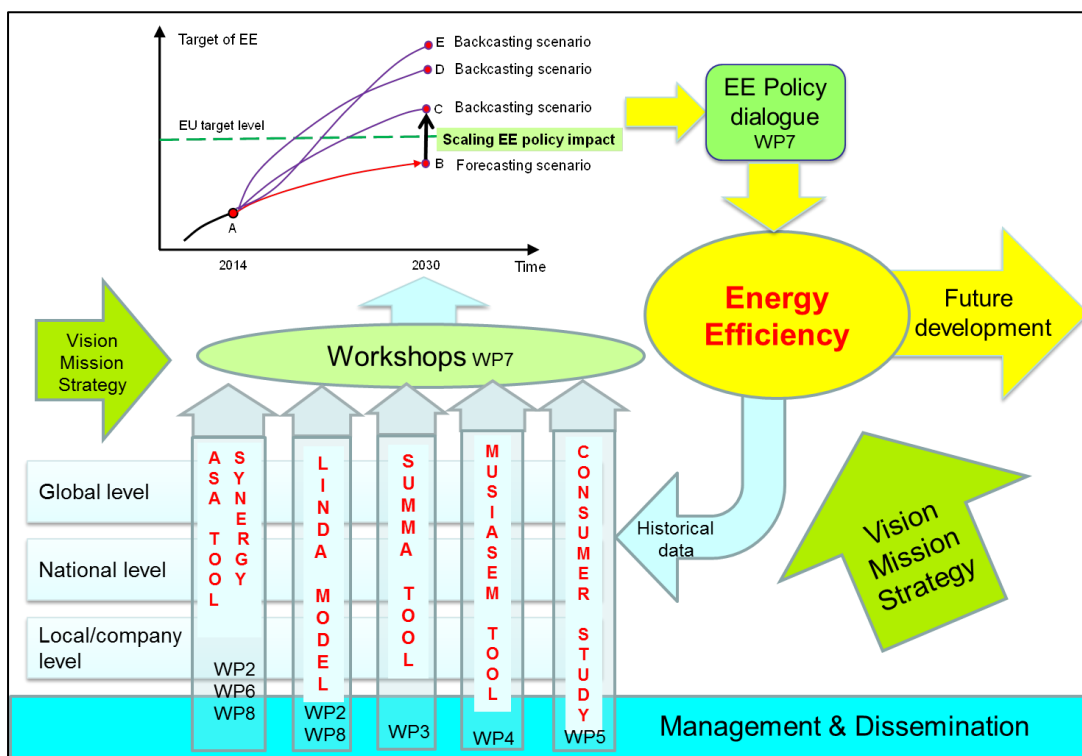 Target of EE
E Backcasting scenario
D Backcasting scenario
C Backcasting scenario
EU target level
Scaling EE policy impact
B Forecasting scenario
A
2014
2030
Time
EE Policy
dialogue
WP7
Energy
Efficiency
Future
development
Vision
Mission
Strategy
Workshops WP7
ASA TOOL
SYNERGY
LINDA MODEL
SUMMA TOOL
MUSIASEM TOOL
CONSUMER STUDY
Global level
National level
Local/company
level
Historical
data
Vision
Mission
Strategy
WP2
WP6
WP8
WP2
WP8
WP3
WP4
WP5
Management & Dissemination